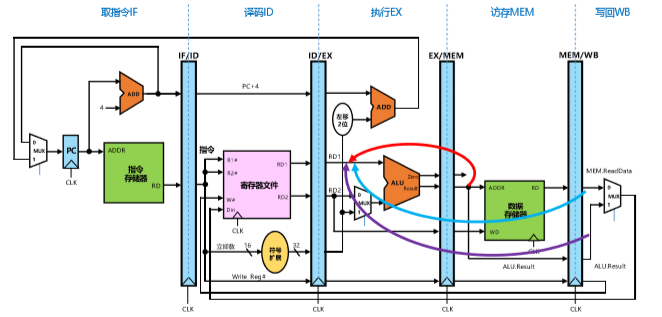 取指令IF 译码ID 执行EX 访存MEM 写回WB
IF/ID ID/EX EX/MEM MEM/WB
ADD
4
PC+4
ADD
左移
2位
0
MUX
1
PC
CLK
ADDR
指令
存储器
RD
指令
R1#
R2#
W#
Din
寄存器文件
RD1
RD2
CLK
RD1
RD2
0
MUX
1
ALU
Zero
Result
ADDR
RD
数据
存储器
WD
CLK
MEM.ReadData
0
MUX
1
立即数
16
符号
扩展
32
ALU.Result
ALU.Result
Write Reg#
CLK CLK CLK CLK